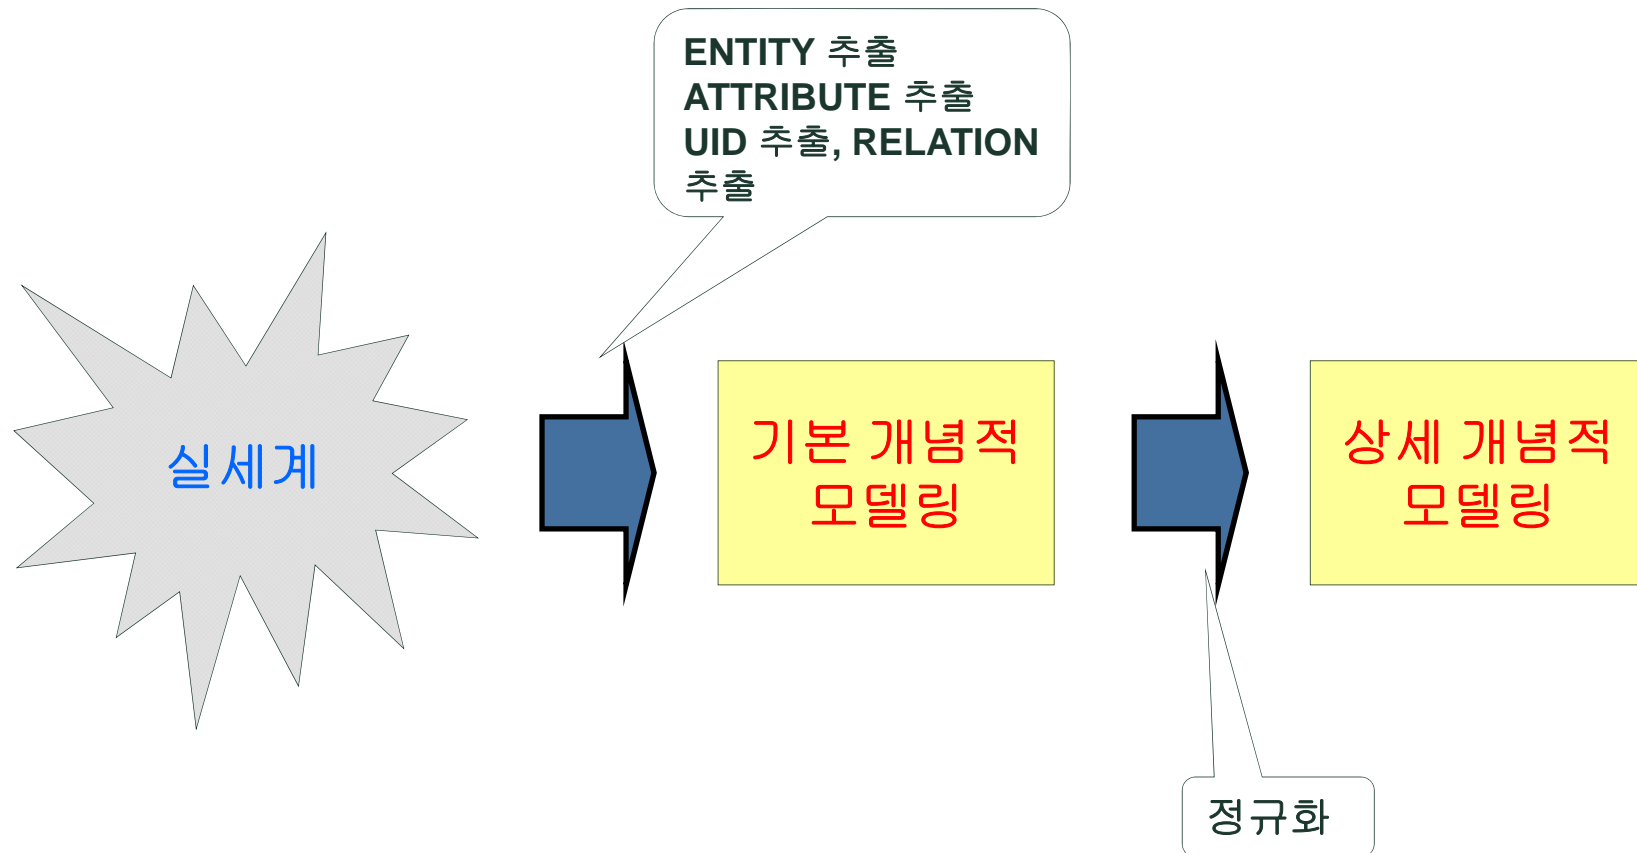 ENTITY 추출
ATTRIBUTE 추출
UID 추출, RELATION
추출
실세계
기본 개념적
모델링
상세 개념적
모델링
정규화